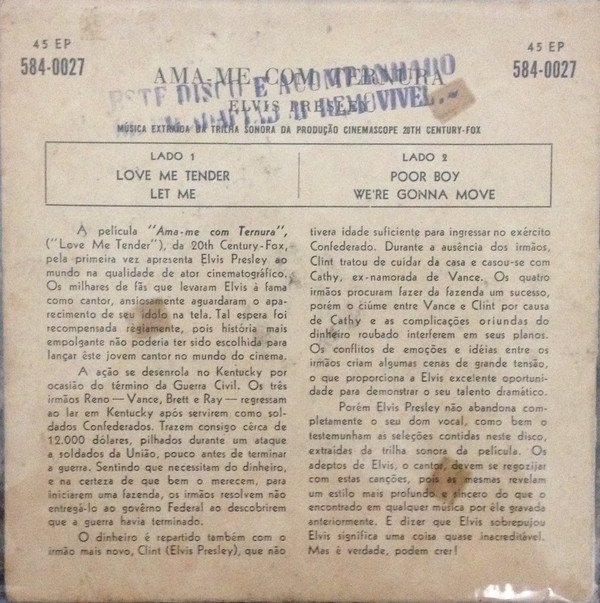 45 EP
584-0027
45 EP
584-0027
AMA-ME COM TERNURA
ELVIS PRESLEY
ESTE DISCO É ACOMPANHADO
ADAPTAD REMOVIVEL
MÚSICA EXTRAIDA DA TRILHA SONORA DA PRODUÇÃO CINEMASCOPE 20TH CENTURY-FOX
LADO 1
LOVE ME TENDER
LET ME
LADO 2
POOR BOY
WE'RE GONNA MOVE
A película "Ama-me com Ternura",
("Love Me Tender"), da 20th Century-Fox,
pela primeira vez apresenta Elvis Presley ao
mundo na qualidade de ator cinematográfico.
Os milhares de fãs que levaram Elvis à fama
como cantor, ansiosamente aguardaram o apa-
recimento de seu ídolo na tela. Tal espera foi
recompensada règiamente, pois história mais
empolgante não poderia ter sido escolhida para
lançar êste jovem cantor no mundo do cinema.
A ação se desenrola no Kentucky por
ocasião do término da Guerra Civil. Os três
irmãos Reno — Vance, Brett e Ray — regressam
ao lar em Kentucky após servirem como sol-
dados Confederados. Trazem consigo cêrca de
12.000 dólares, pilhados durante um ataque
a soldados da União, pouco antes de terminar
a guerra. Sentindo que necessitam do dinheiro,
e na certeza de que bem o merecem, para
iniciarem uma fazenda, os irmãos resolvem não
entregá-lo ao govêrno Federal ao descobrirem
que a guerra havia terminado.
O dinheiro é repartido também com o
irmão mais novo, Clint (Elvis Presley), que não
tivera idade suficiente para ingressar no exército
Confederado. Durante a ausência dos irmãos,
Clint tratou de cuidar da casa e casou-se com
Cathy, ex-namorada de Vance. Os quatro
irmãos procuram fazer da fazenda um sucesso,
porém o ciúme entre Vance e Clint por causa
de Cathy e as complicações oriundas do
dinheiro roubado interferem em seus planos.
Os conflitos de emoções e idéias entre os
irmãos criam algumas cenas de grande tensão,
o que proporciona a Elvis excelente oportuni-
dade para demonstrar o seu talento dramático.
Porém Elvis Presley não abandona com-
pletamente o seu dom vocal, como bem o
testemunham as seleções contidas neste disco,
extraidas da trilha sonora da película. Os
adeptos de Elvis, o cantor, devem se regozijar
com estas canções, pois as mesmas revelam
um estilo mais profundo e sincero do que o
encontrado em qualquer música por êle gravada
anteriormente. E dizer que Elvis sobrepujou
Elvis significa uma coisa quase inacreditável.
Mas é verdade, podem crer!